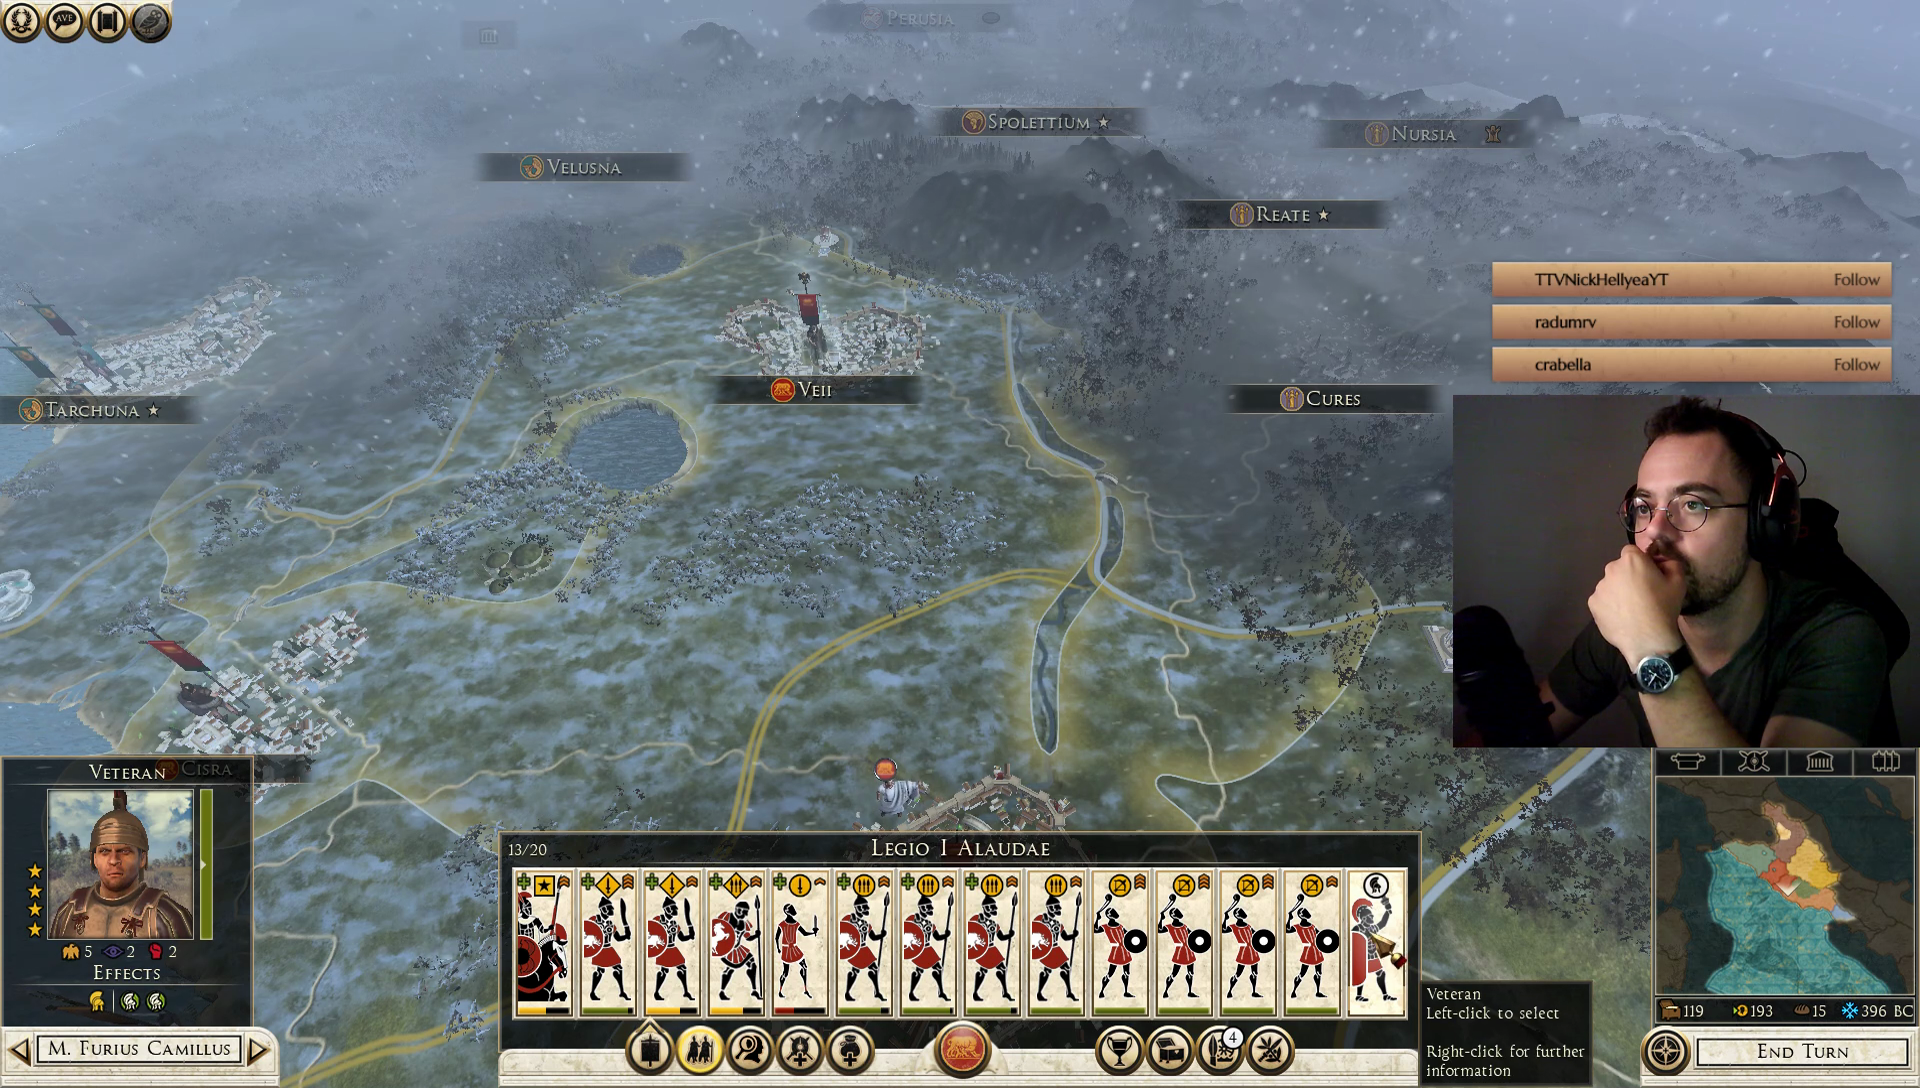 AVE
PERUSIA
SPOLETTIUM
NURSIA
VELUSNA
REATE
TTVNickHellyeaYT Follow
radumrv Follow
crabella Follow
VEII
CURES
TARCHUNA
CISRA
VETERAN
5 2 2
EFFECTS
M. FURIUS CAMILLUS
13/20
LEGIO I ALAUDAE
4
Veteran
Left-click to select
Right-click for further
information
119 193 15 396 BC
END TURN